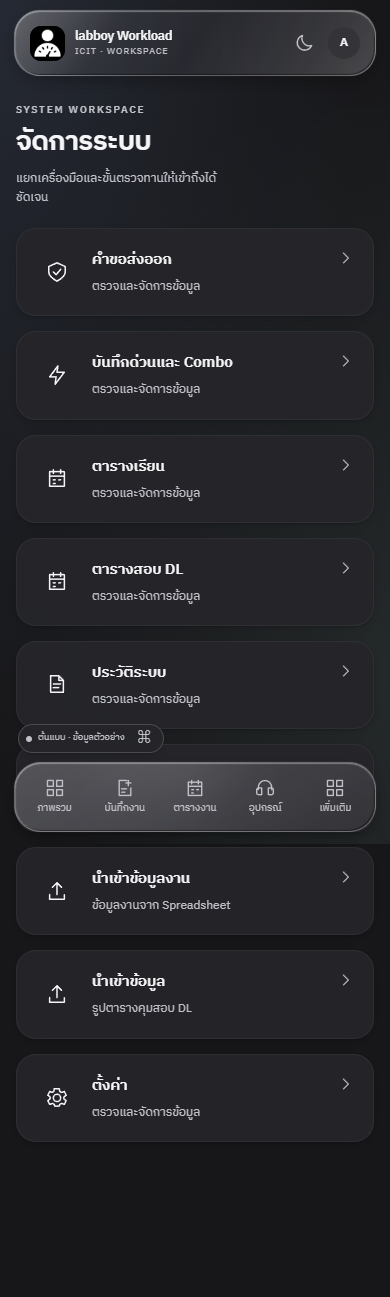 labboy Workload
ICIT · WORKSPACE
A
SYSTEM WORKSPACE
จัดการระบบ
แยกเครื่องมือและขั้นตรวจทานให้เข้าถึงได้
ชัดเจน
คำขอส่งออก
ตรวจและจัดการข้อมูล
บันทึกด่วนและ Combo
ตรวจและจัดการข้อมูล
ตารางเรียน
ตรวจและจัดการข้อมูล
ตารางสอบ DL
ตรวจและจัดการข้อมูล
ประวัติระบบ
ตรวจและจัดการข้อมูล
ต้นแบบ · ข้อมูลตัวอย่าง ⌘
ภาพรวม บันทึกงาน ตารางงาน อุปกรณ์ เพิ่มเติม
นำเข้าข้อมูลงาน
ข้อมูลงานจาก Spreadsheet
นำเข้าข้อมูล
รูปตารางคุมสอบ DL
ตั้งค่า
ตรวจและจัดการข้อมูล